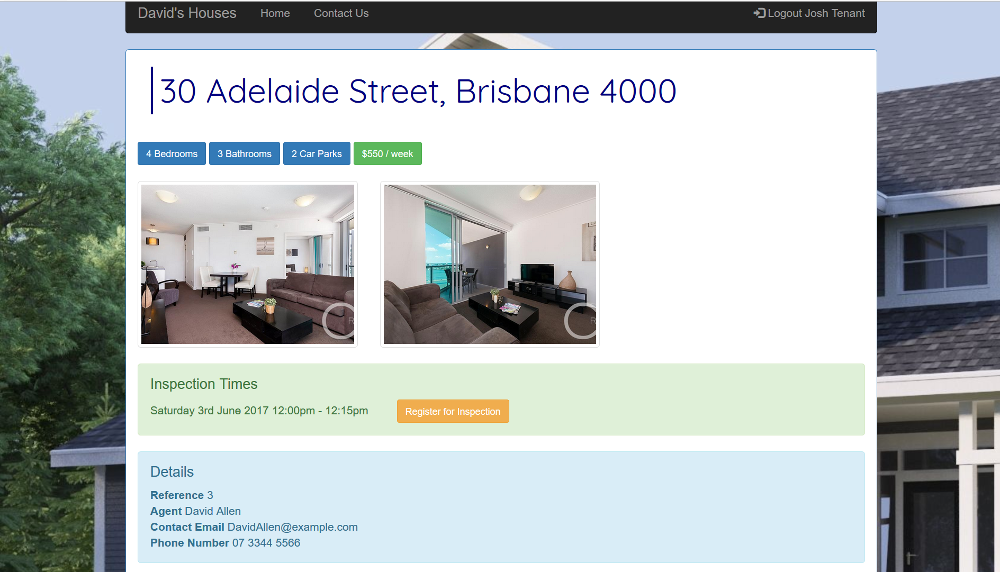 David's Houses Home Contact Us Logout Josh Tenant
30 Adelaide Street, Brisbane 4000
4 Bedrooms 3 Bathrooms 2 Car Parks $550 / week
R R
Inspection Times
Saturday 3rd June 2017 12:00pm - 12:15pm Register for Inspection
Details
Reference 3
Agent David Allen
Contact Email DavidAllen@example.com
Phone Number 07 3344 5566